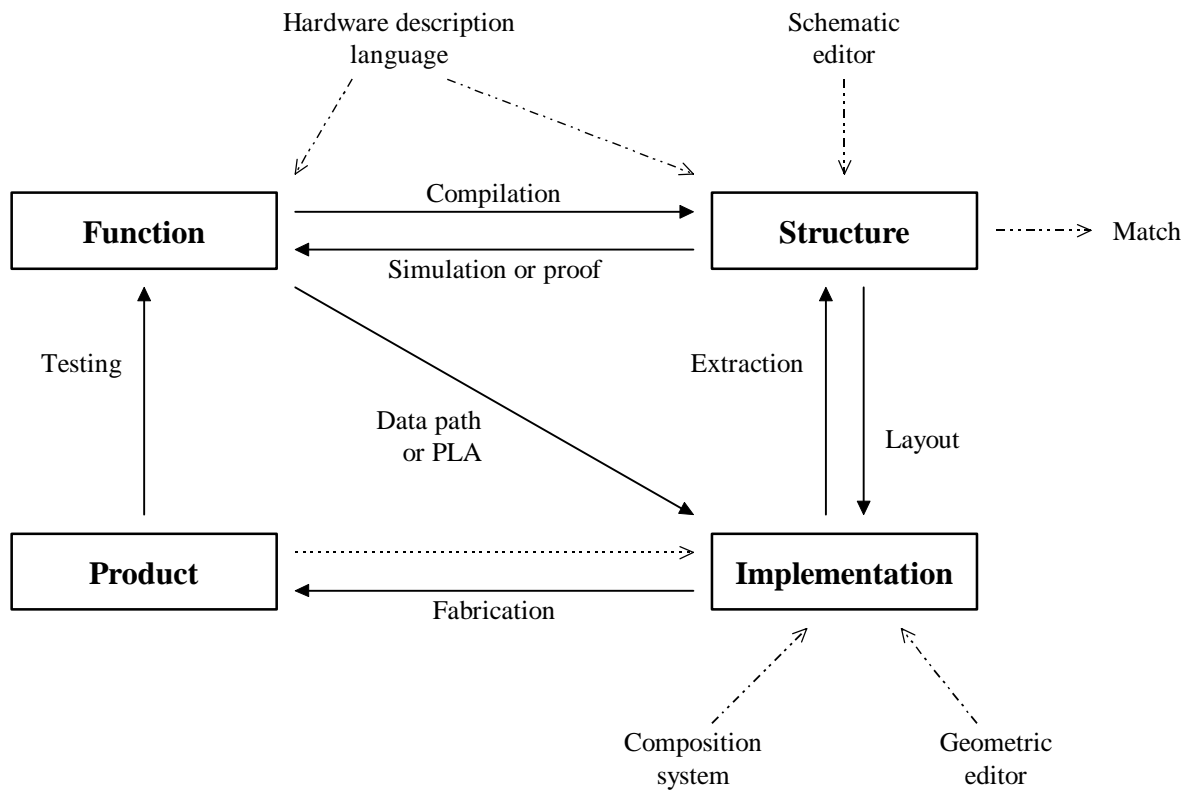 Hardware description
language
Schematic
editor
Compilation
Function
Structure
Match
Simulation or proof
Testing
Extraction
Data path
or PLA
Layout
Product
Implementation
Fabrication
Composition
system
Geometric
editor